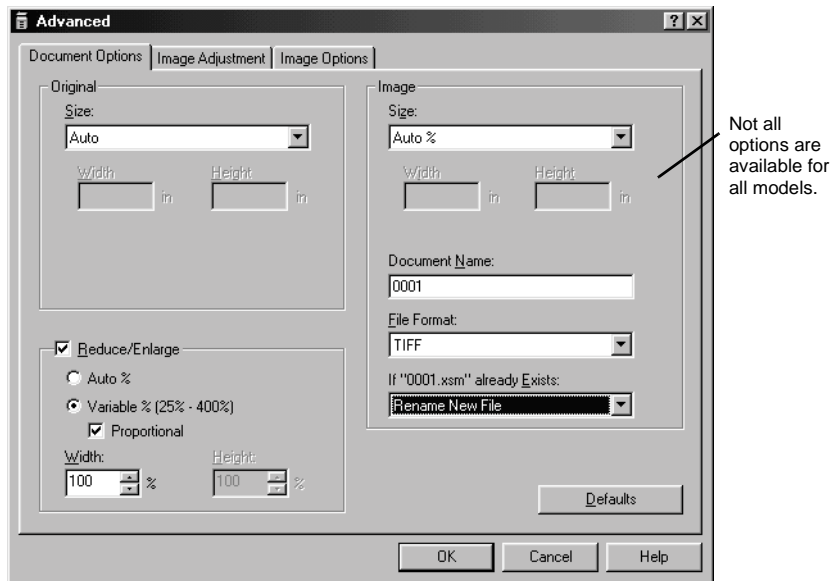 Advanced
Document Options Image Adjustment Image Options
Original
Size:
Auto
Width Height
in in
Reduce/Enlarge
Auto %
Variable % (25% - 400%)
Proportional
Width: Height:
100 % 100 %
Image
Size:
Auto %
Width Height
in in
Document Name:
0001
File Format:
TIFF
If "0001.xsm" already Exists:
Rename New File
Defaults
OK Cancel Help
Not all
options are
available for
all models.